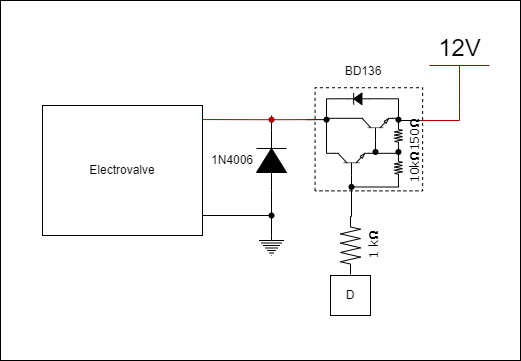 12V
BD136
150Ω
10kΩ
1N4006
Electrovalve
1 kΩ
D